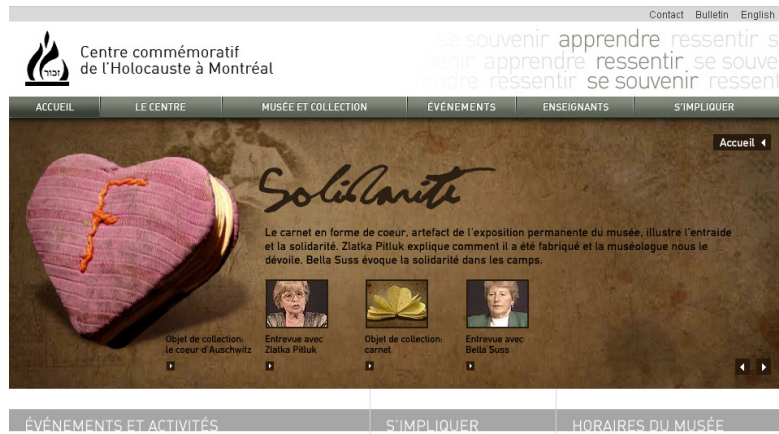 Contact Bulletin English
זכור
Centre commémoratif
de l'Holocauste à Montréal
se souvenir apprendre ressentir s
souvenir apprendre ressentir se souve
apprendre ressentir se souvenir ressent
ACCUEIL LE CENTRE MUSÉE ET COLLECTION ÉVÉNEMENTS ENSEIGNANTS S'IMPLIQUER
Accueil
Solidarité
Le carnet en forme de coeur, artefact de l'exposition permanente du musée, illustre l'entraide
et la solidarité. Zlatka Pitluk explique comment il a été fabriqué et la muséologue nous le
dévoile. Bella Suss évoque la solidarité dans les camps.
Objet de collection:
le coeur d'Auschwitz
Entrevue avec
Zlatka Pitluk
Objet de collection:
carnet
Entrevue avec
Bella Suss
ÉVÉNEMENTS ET ACTIVITÉS S'IMPLIQUER HORAIRES DU MUSÉE